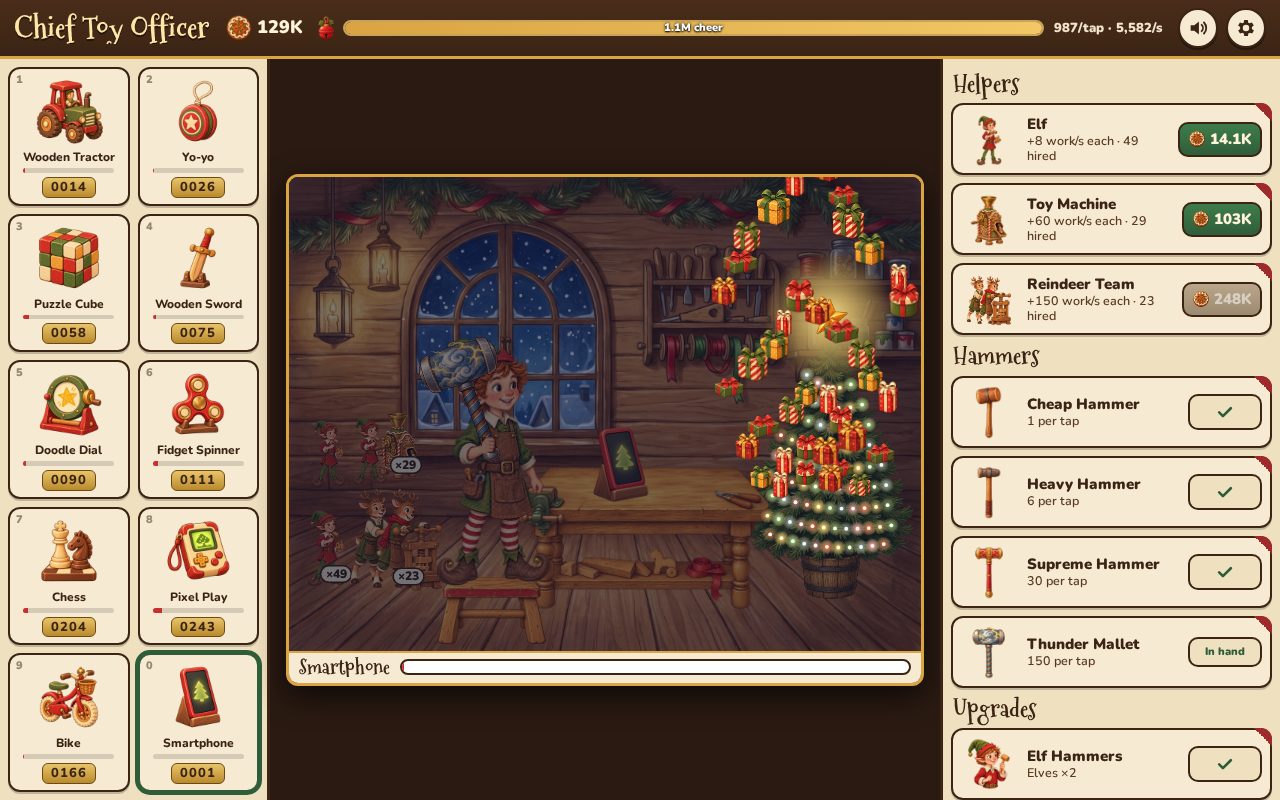 Chief Toy Officer
129K
1.1M cheer
987/tap · 5,582/s
1
Wooden Tractor
0014
2
Yo-yo
0026
3
Puzzle Cube
0058
4
Wooden Sword
0075
5
Doodle Dial
0090
6
Fidget Spinner
0111
7
Chess
0204
8
Pixel Play
0243
9
Bike
0166
0
Smartphone
0001
×29
×49
×23
Smartphone
Helpers
Elf
+8 work/s each · 49
hired
14.1K
Toy Machine
+60 work/s each · 29
hired
103K
Reindeer Team
+150 work/s each · 23
hired
248K
Hammers
Cheap Hammer
1 per tap
Heavy Hammer
6 per tap
Supreme Hammer
30 per tap
Thunder Mallet
150 per tap
In hand
Upgrades
Elf Hammers
Elves ×2